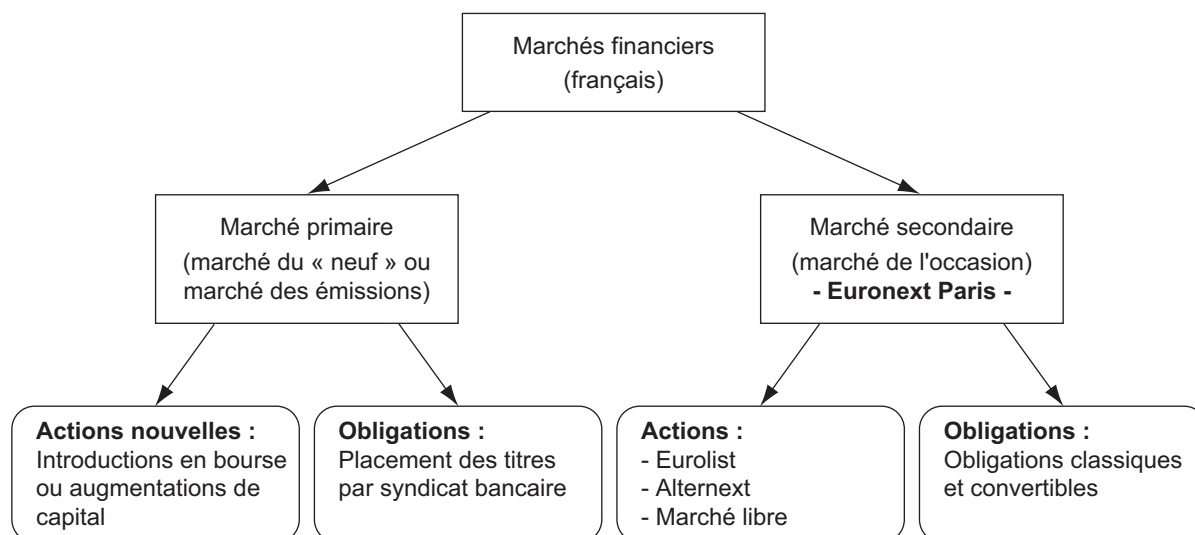 Marchés financiers
(français)
Marché primaire
(marché du « neuf » ou
marché des émissions)
Marché secondaire
(marché de l'occasion)
- Euronext Paris -
Actions nouvelles :
Introductions en bourse
ou augmentations de
capital
Obligations :
Placement des titres
par syndicat bancaire
Actions :
- Eurolist
- Alternext
- Marché libre
Obligations :
Obligations classiques
et convertibles